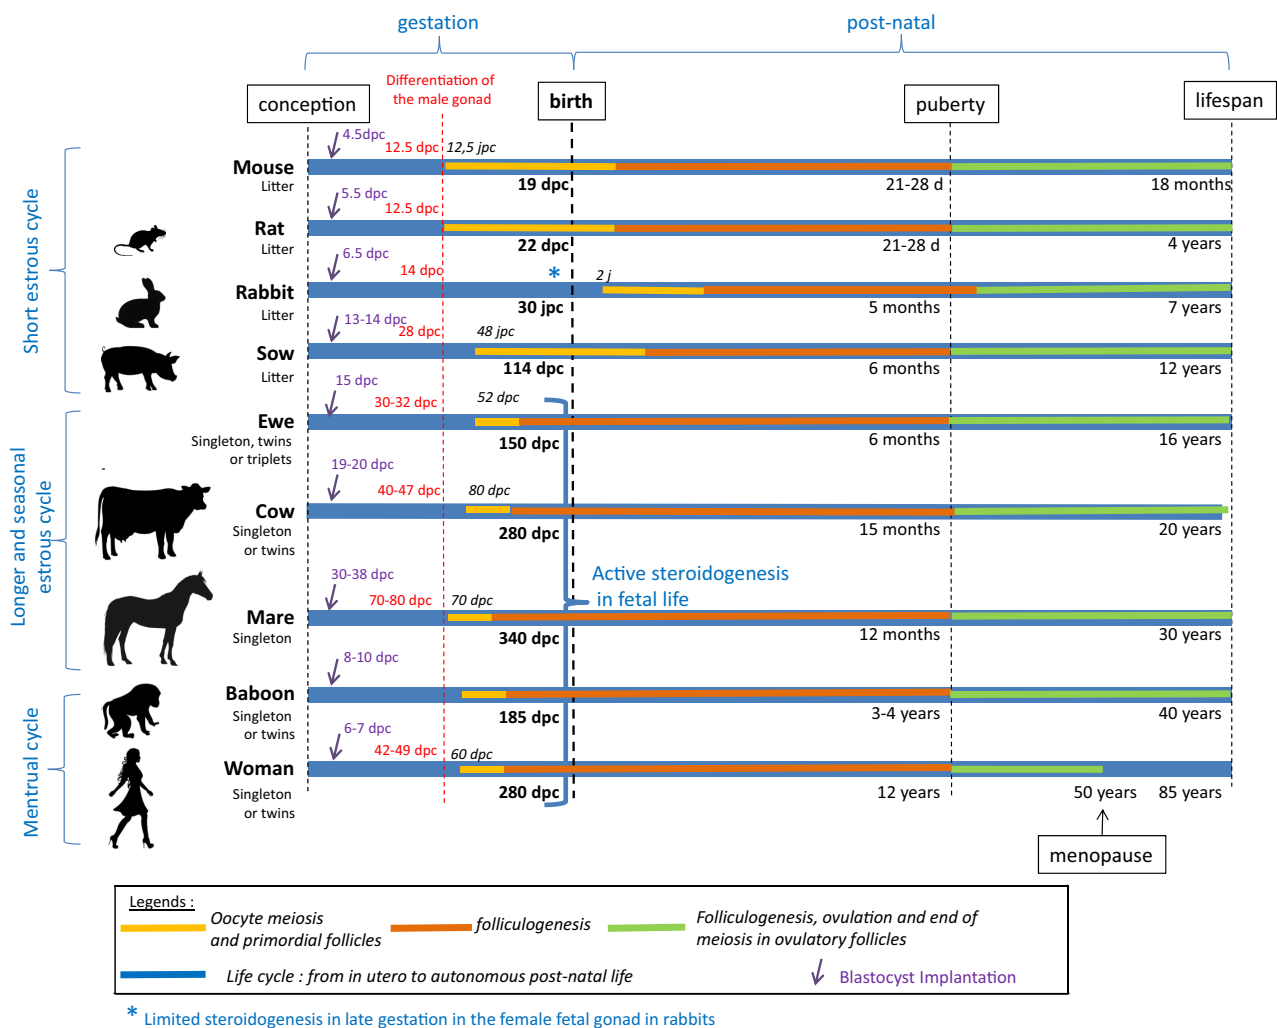 gestation
post-natal
Differentiation of
the male gonad
conception
birth
puberty
lifespan
Short estrous cycle
4.5dpc
12.5 dpc
12,5 jpc
Mouse
Litter
19 dpc
21-28 d
18 months
5.5 dpc
12.5 dpc
Rat
Litter
22 dpc
21-28 d
4 years
6.5 dpc
14 dpc
*
2 j
Rabbit
Litter
30 jpc
5 months
7 years
13-14 dpc
28 dpc
48 jpc
Sow
Litter
114 dpc
6 months
12 years
Longer and seasonal
estrous cycle
15 dpc
30-32 dpc
52 dpc
Ewe
Singleton, twins
or triplets
150 dpc
6 months
16 years
19-20 dpc
40-47 dpc
80 dpc
Cow
Singleton
or twins
280 dpc
15 months
20 years
Active steroidogenesis
in fetal life
30-38 dpc
70-80 dpc
70 dpc
Mare
Singleton
340 dpc
12 months
30 years
Mentrual cycle
8-10 dpc
Baboon
Singleton
or twins
185 dpc
3-4 years
40 years
6-7 dpc
42-49 dpc
60 dpc
Woman
Singleton
or twins
280 dpc
12 years
50 years
85 years
menopause
Legends :
Oocyte meiosis
and primordial follicles
folliculogenesis
Folliculogenesis, ovulation and end of
meiosis in ovulatory follicles
Life cycle : from in utero to autonomous post-natal life
Blastocyst Implantation
* Limited steroidogenesis in late gestation in the female fetal gonad in rabbits